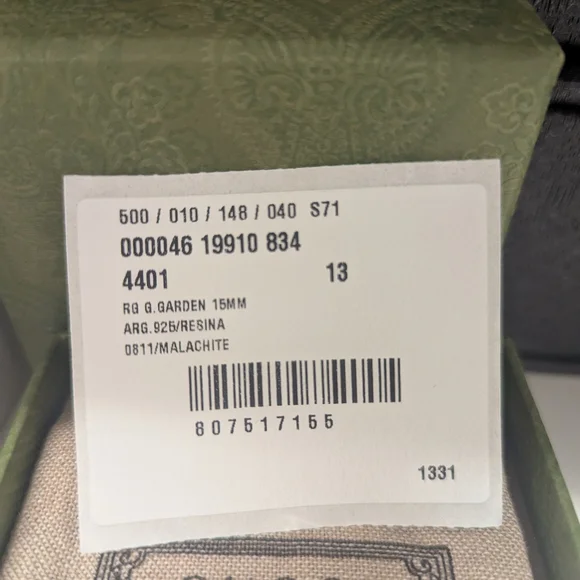 500 / 010 / 148 / 040 S71
000046 19910 834
4401 13
RG G.GARDEN 15MM
ARG.925/RESINA
0811/MALACHITE
807517155
1331